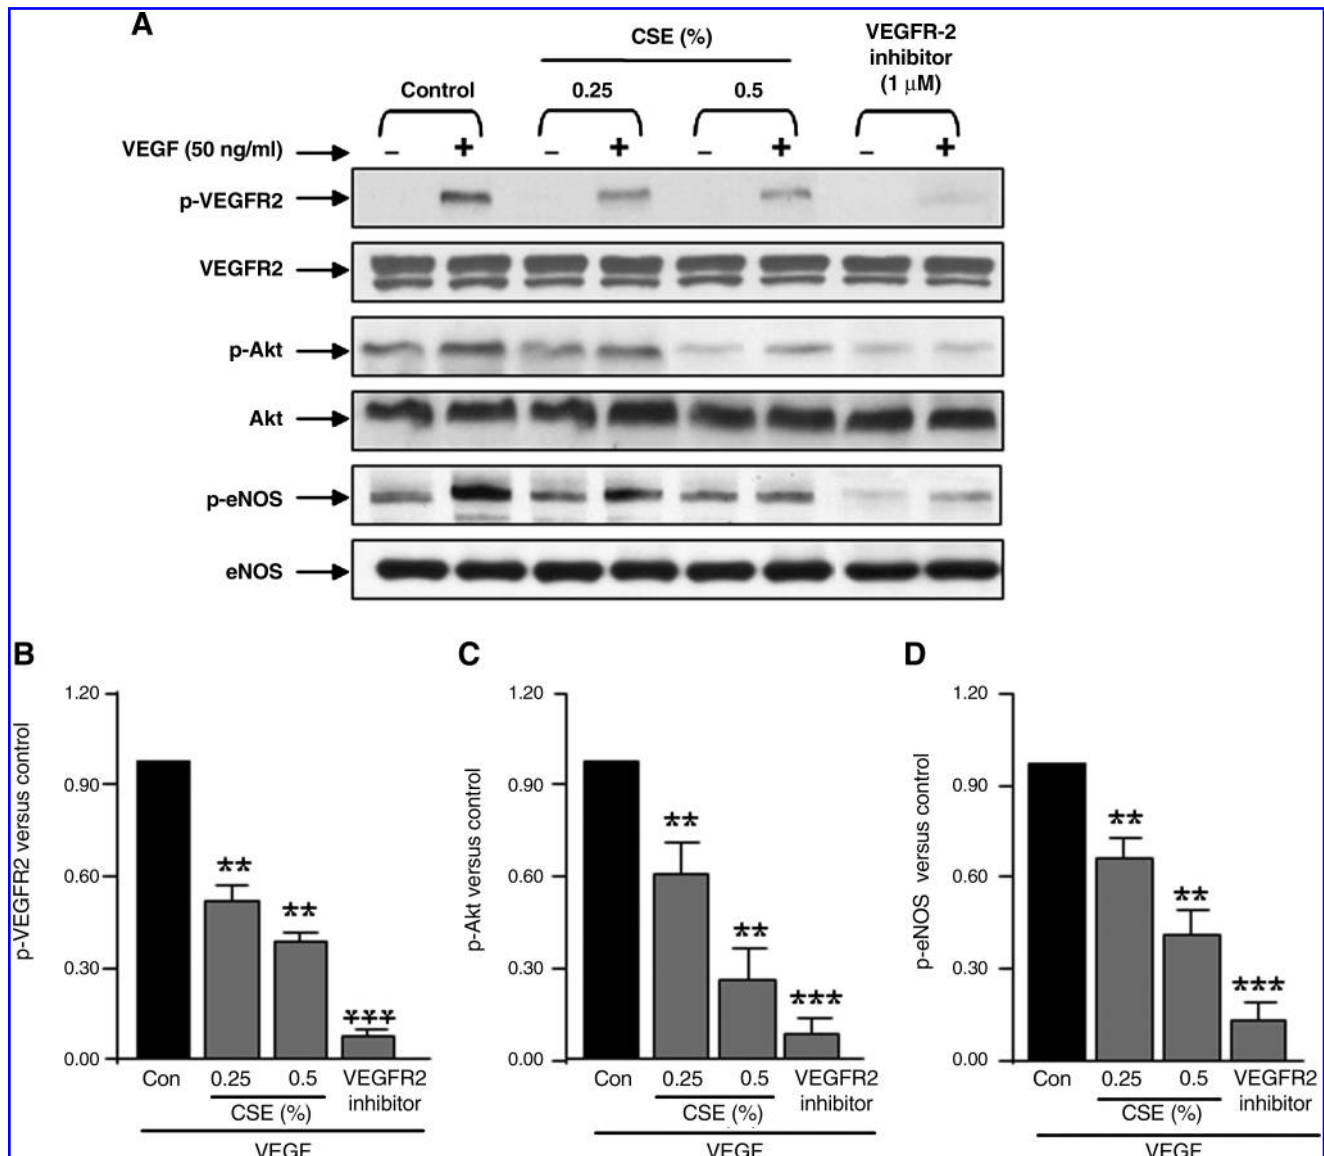 A
CSE (%)
VEGFR-2
inhibitor
(1 μM)
Control
0.25
0.5
VEGF (50 ng/ml)
– + – + – + – +
p-VEGFR2
VEGFR2
p-Akt
Akt
p-eNOS
eNOS
B
p-VEGFR2 versus control
1.20
0.90
0.60
0.30
0.00
**
**
***
Con
0.25
0.5
VEGFR2
inhibitor
CSE (%)
VEGF
C
p-Akt versus control
1.20
0.90
0.60
0.30
0.00
**
**
***
Con
0.25
0.5
VEGFR2
inhibitor
CSE (%)
VEGF
D
p-eNOS versus control
1.20
0.90
0.60
0.30
0.00
**
**
***
Con
0.25
0.5
VEGFR2
inhibitor
CSE (%)
VEGF